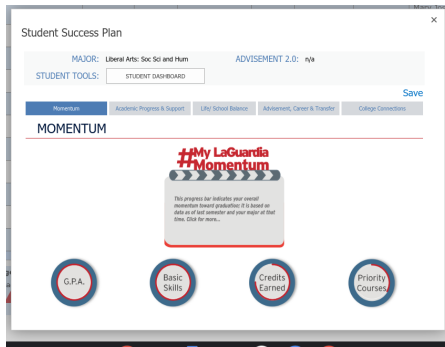 ×
Student Success Plan
MAJOR: Liberal Arts: Soc Sci and Hum ADVISEMENT 2.0: n/a
STUDENT TOOLS: STUDENT DASHBOARD
Save
Momentum Academic Progress & Support Life/ School Balance Advisement, Career & Transfer College Connections
MOMENTUM
#My LaGuardia
Momentum
This progress bar indicates your overall
momentum toward graduation; it is based on
data as of last semester and your major at that
time. Click for more...
G.P.A. Basic Skills Credits Earned Priority Courses